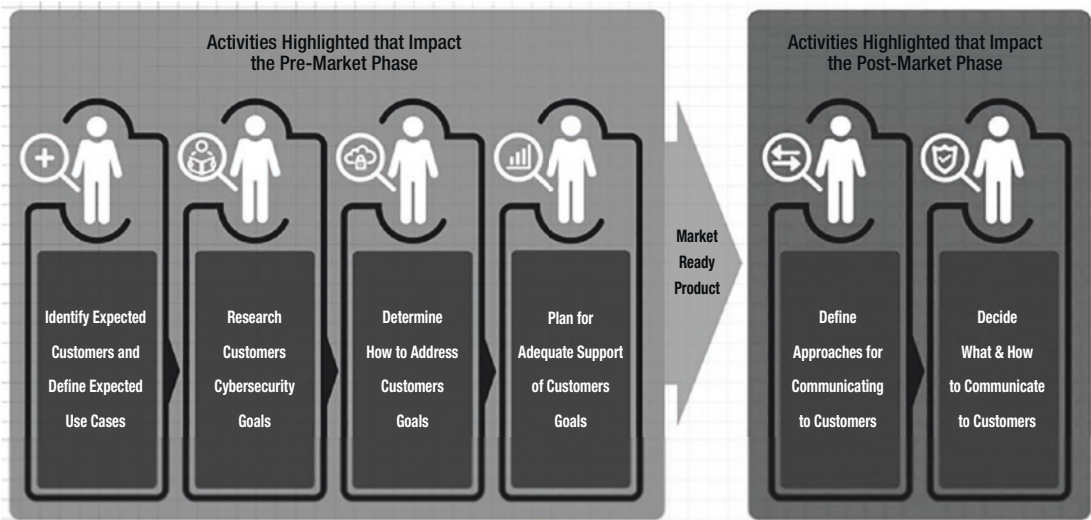 Activities Highlighted that Impact
the Pre-Market Phase
Identify Expected
Customers and
Define Expected
Use Cases
Research
Customers
Cybersecurity
Goals
Determine
How to Address
Customers
Goals
Plan for
Adequate Support
of Customers
Goals
Market
Ready
Product
Activities Highlighted that Impact
the Post-Market Phase
Define
Approaches for
Communicating
to Customers
Decide
What & How
to Communicate
to Customers